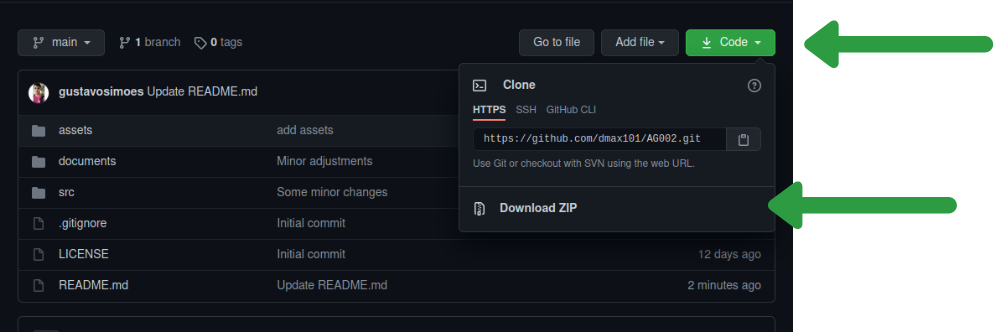 main 1 branch 0 tags Go to file Add file Code
gustavosimoes Update README.md
Clone
HTTPS SSH GitHub CLI
https://github.com/dmax101/AG002.git
Use Git or checkout with SVN using the web URL.
Download ZIP
assets add assets
documents Minor adjustments
src Some minor changes
.gitignore Initial commit
LICENSE Initial commit 12 days ago
README.md Update README.md 2 minutes ago